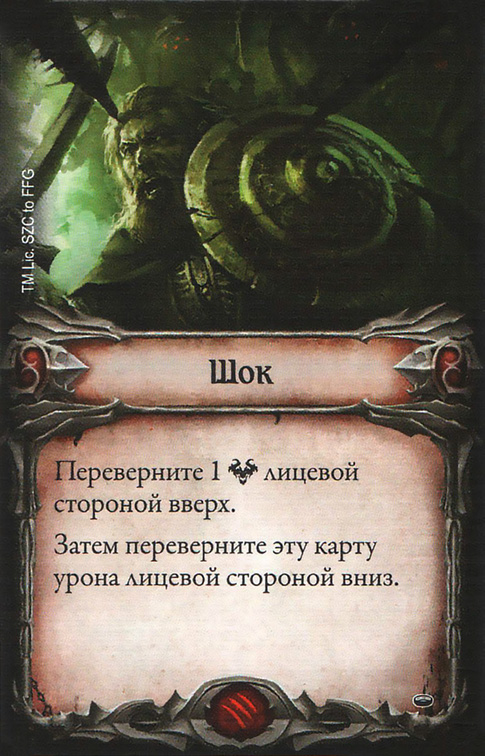 TM Lic. SZC to FFG
Шок
Переверните 1 лицевой
стороной вверх.
Затем переверните эту карту
урона лицевой стороной вниз.